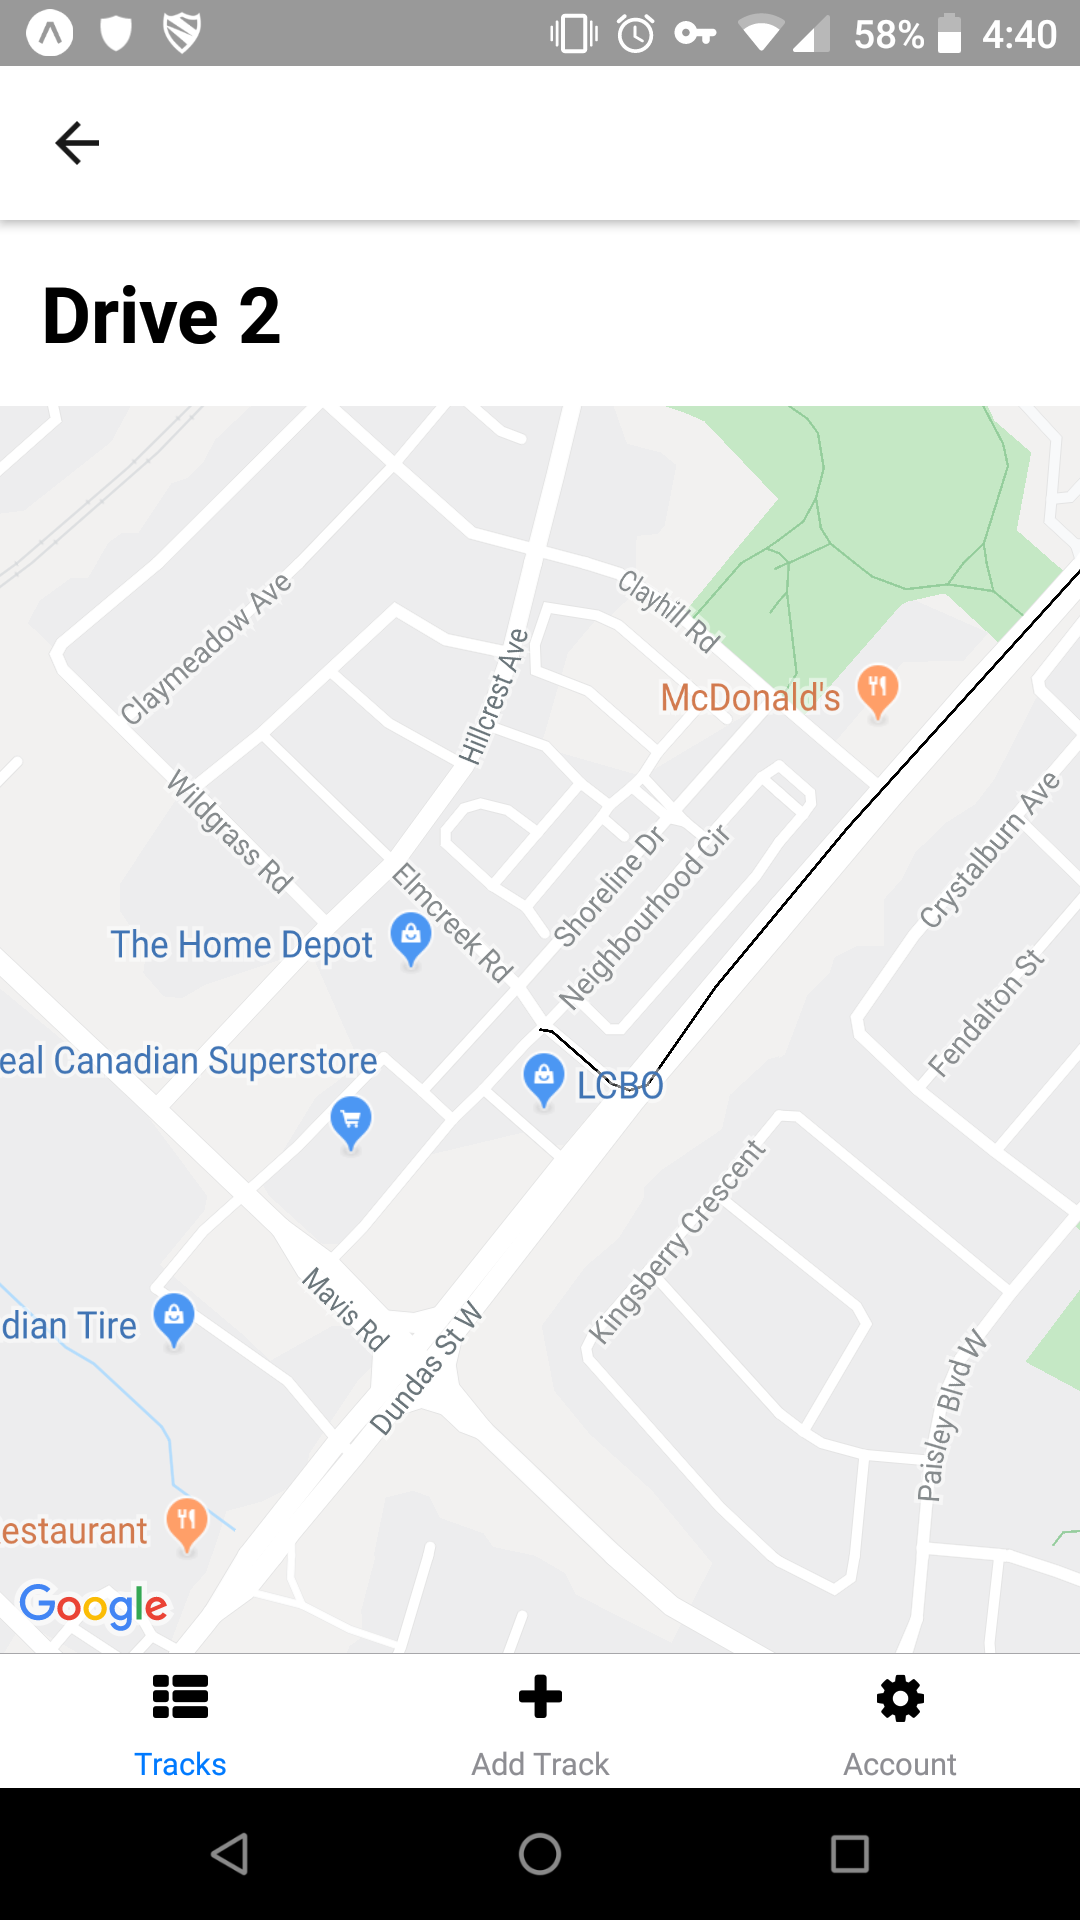 58% 4:40
Drive 2
Claymeadow Ave
Clayhill Rd
Hillcrest Ave
McDonald's
Wildgrass Rd
Crystalburn Ave
Shoreline Dr
Neighbourhood Cir
Elmcreek Rd
The Home Depot
Fendalton St
eal Canadian Superstore
LCBO
Kingsberry Crescent
Mavis Rd
dian Tire
Dundas St W
Paisley Blvd W
estaurant
Google
Tracks
Add Track
Account